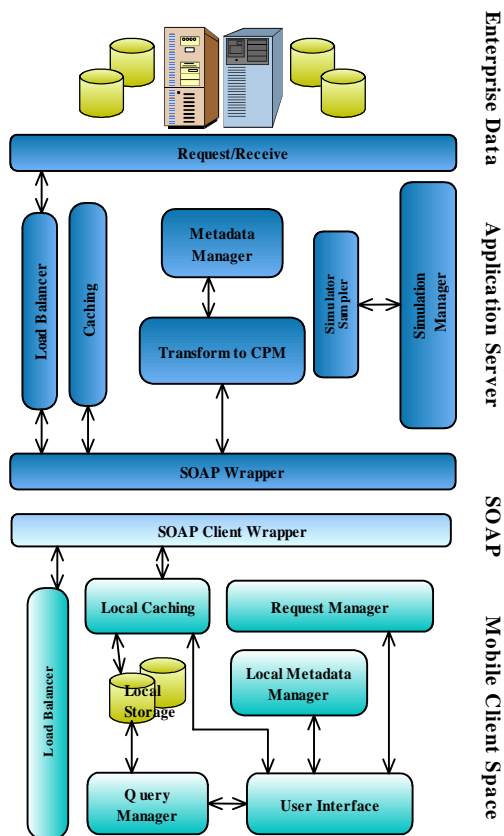 Enterprise Data
Request/Receive
Application Server
Load Balancer
Caching
Metadata
Manager
Transform to CPM
Simulator
Sampler
Simulation
Manager
SOAP Wrapper
SOAP
SOAP Client Wrapper
Mobile Client Space
Load Balancer
Local Caching
Request Manager
Local
Storage
Local Metadata
Manager
Query
Manager
User Interface